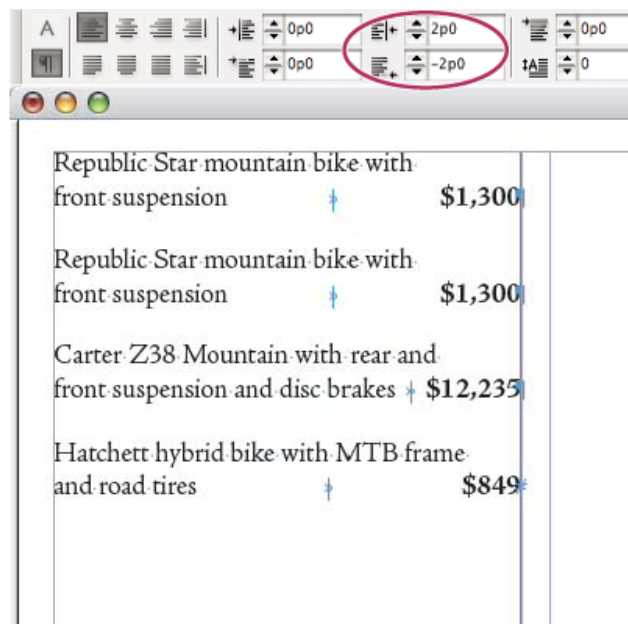 A 0p0 2p0 0p0
¶ 0p0 -2p0 0
Republic Star mountain bike with
front suspension $1,300
Republic Star mountain bike with
front suspension $1,300
Carter Z38 Mountain with rear and
front suspension and disc brakes $12,235
Hatchett hybrid bike with MTB frame
and road tires $849